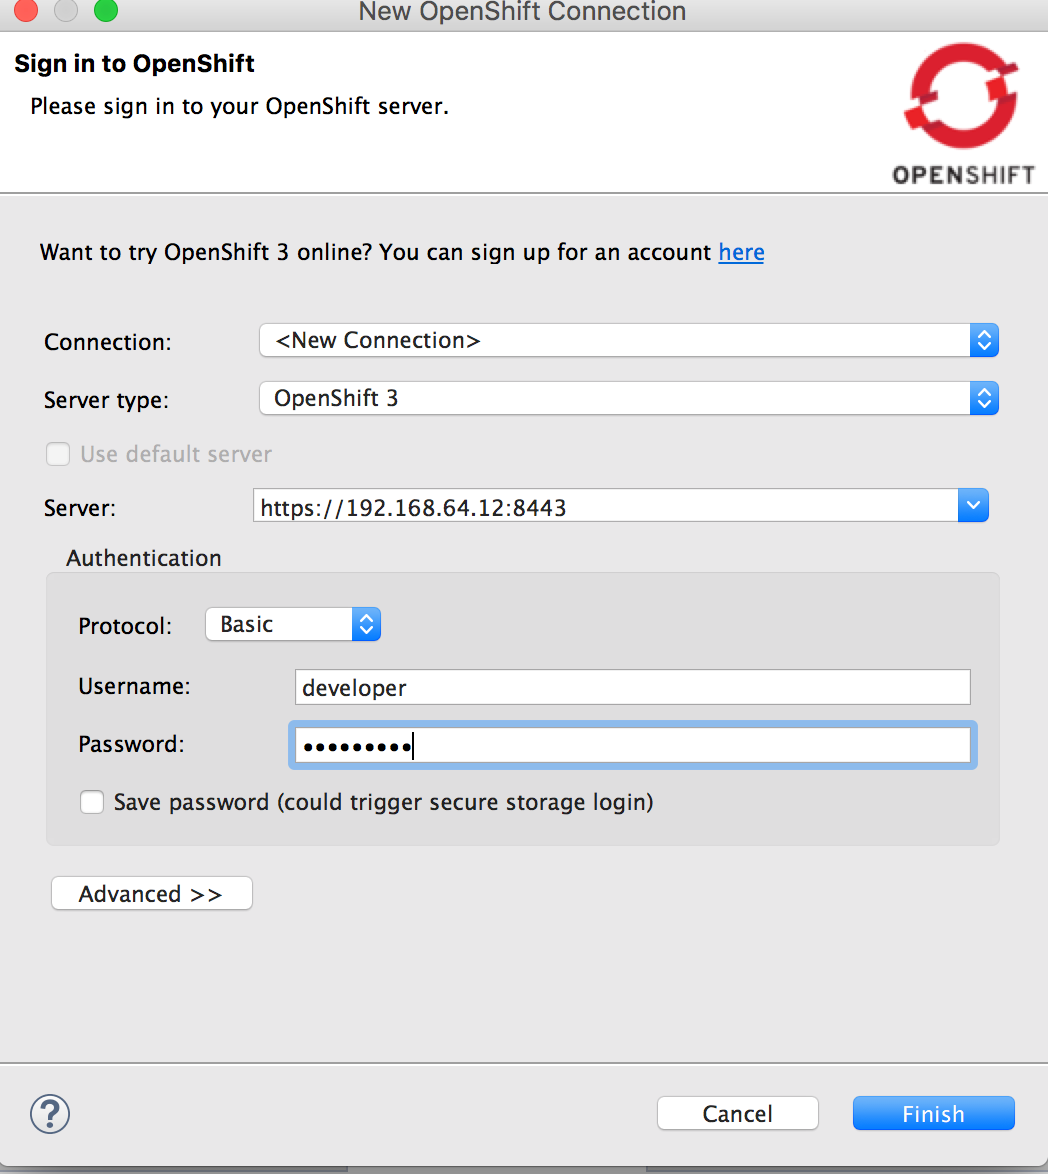 New OpenShift Connection
Sign in to OpenShift
Please sign in to your OpenShift server.
OPENSHIFT
Want to try OpenShift 3 online? You can sign up for an account here
Connection: <New Connection>
Server type: OpenShift 3
Use default server
Server: https://192.168.64.12:8443
Authentication
Protocol: Basic
Username: developer
Password: •••••••••
Save password (could trigger secure storage login)
Advanced >>
?
Cancel Finish